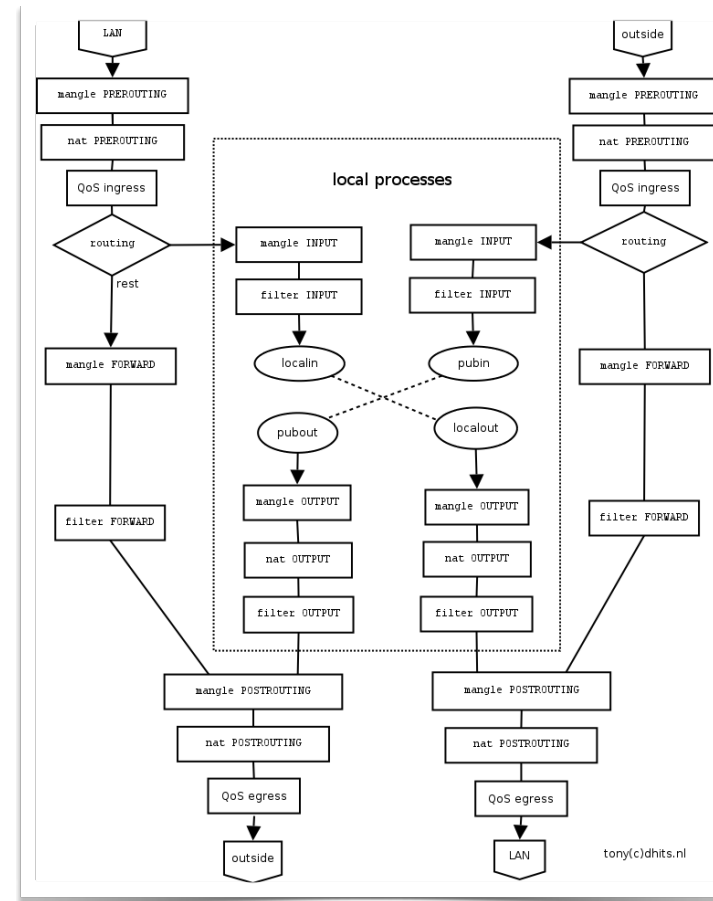 LAN
outside
mangle PREROUTING
mangle PREROUTING
nat PREROUTING
nat PREROUTING
local processes
QoS ingress
QoS ingress
routing
mangle INPUT
mangle INPUT
routing
rest
filter INPUT
filter INPUT
mangle FORWARD
localin
pubin
mangle FORWARD
pubout
localout
mangle OUTPUT
mangle OUTPUT
filter FORWARD
filter FORWARD
nat OUTPUT
nat OUTPUT
filter OUTPUT
filter OUTPUT
mangle POSTROUTING
mangle POSTROUTING
nat POSTROUTING
nat POSTROUTING
QoS egress
QoS egress
outside
LAN
tony(c)dhits.nl